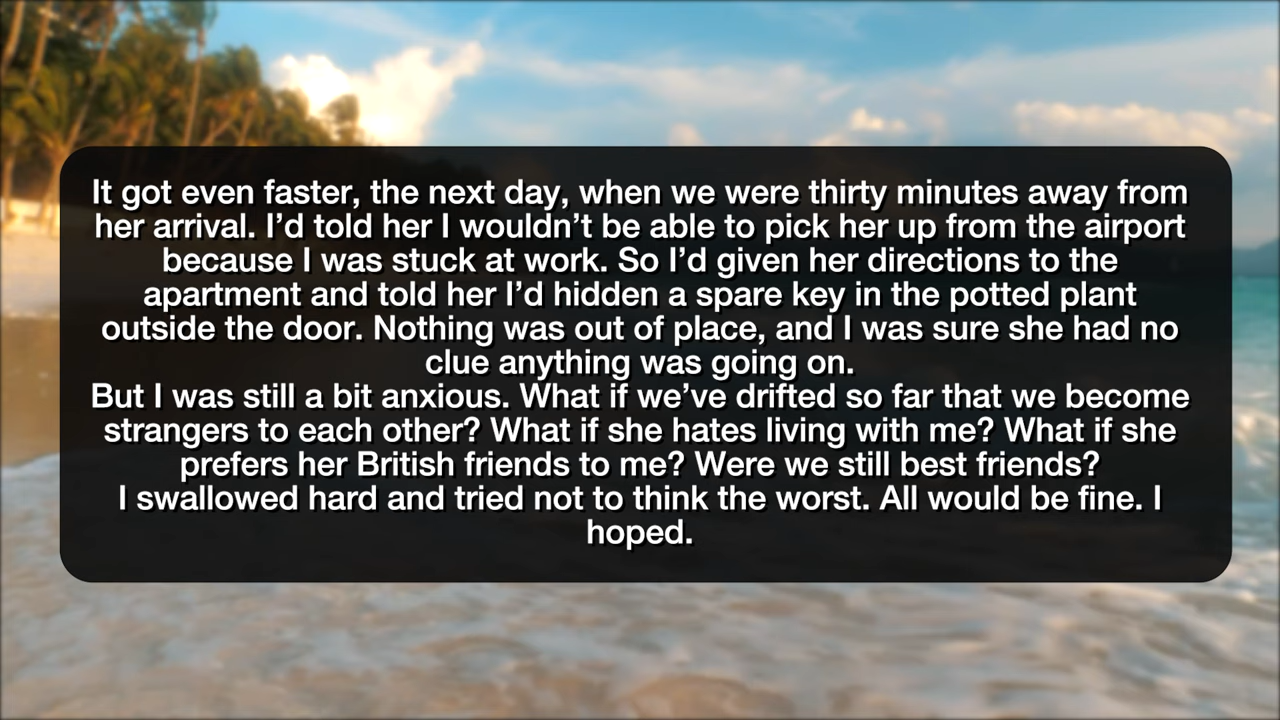 It got even faster, the next day, when we were thirty minutes away from
her arrival. I’d told her I wouldn’t be able to pick her up from the airport
because I was stuck at work. So I’d given her directions to the
apartment and told her I’d hidden a spare key in the potted plant
outside the door. Nothing was out of place, and I was sure she had no
clue anything was going on.
But I was still a bit anxious. What if we’ve drifted so far that we become
strangers to each other? What if she hates living with me? What if she
prefers her British friends to me? Were we still best friends?
I swallowed hard and tried not to think the worst. All would be fine. I
hoped.